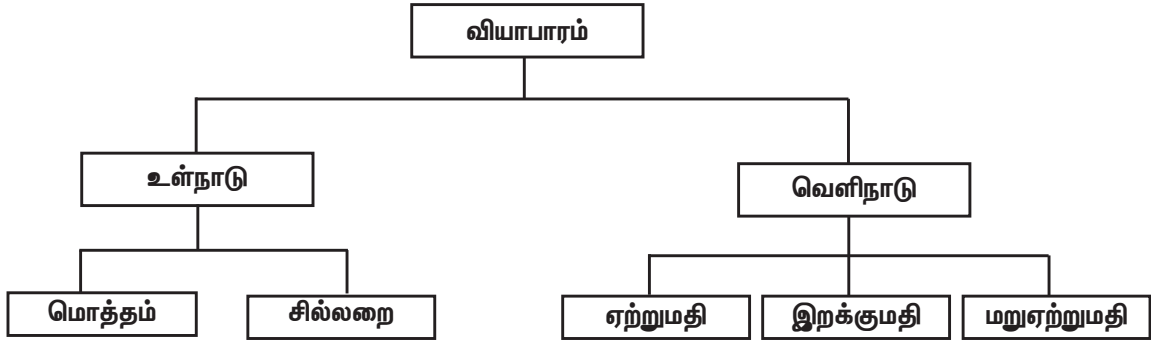 வியாபாரம்
உள்நாடு
வெளிநாடு
மொத்தம்
சில்லறை
ஏற்றுமதி
இறக்குமதி
மறுஏற்றுமதி